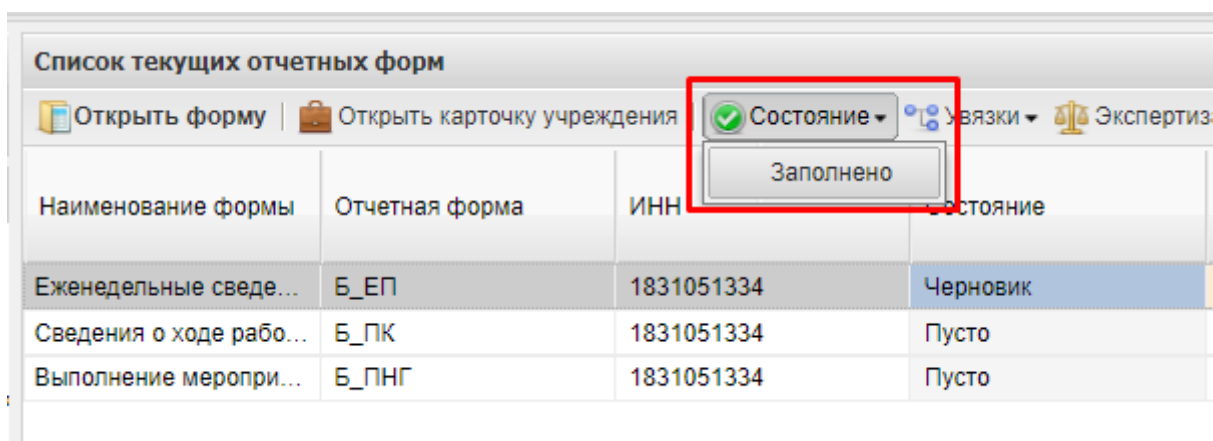 Список текущих отчетных форм
Открыть форму Открыть карточку учреждения Состояние Увязки Экспертиз
Заполнено
Наименование формы Отчетная форма ИНН Состояние
Еженедельные сведе... Б_ЕП 1831051334 Черновик
Сведения о ходе рабо... Б_ПК 1831051334 Пусто
Выполнение меропри... Б_ПНГ 1831051334 Пусто